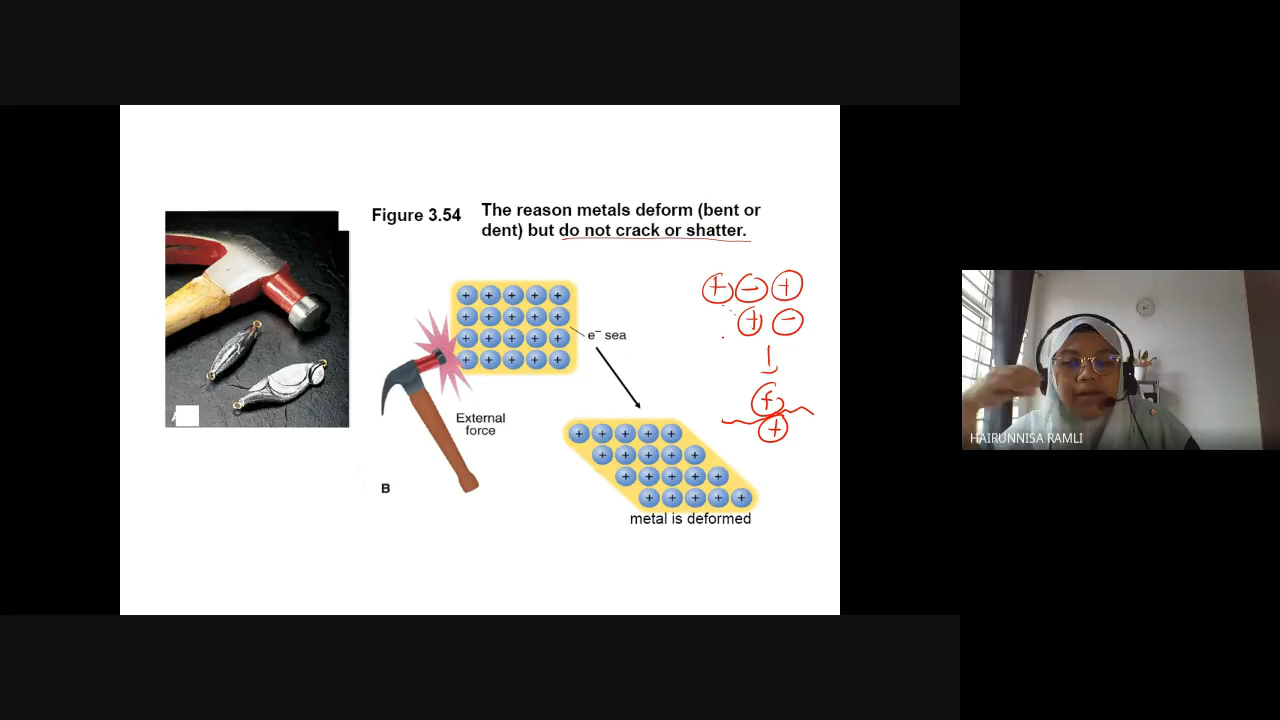 Figure 3.54
The reason metals deform (bent or
dent) but do not crack or shatter.
+ + + + +
+ + + + +
+ + + + +
+ + + + +
e⁻ sea
External
force
B
+ + + + +
+ + + + +
+ + + + +
+ + + + +
metal is deformed
+ − +
+ −
+
+
HAIRUNNISA RAMLI